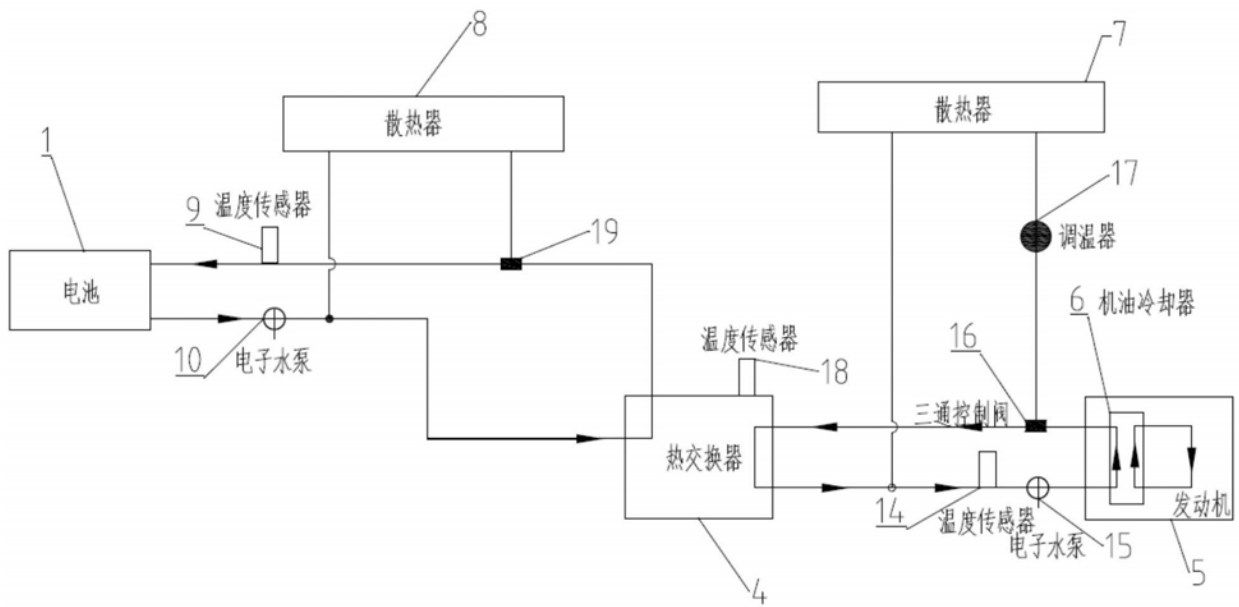 8
7
散热器
散热器
1
17
9
温度传感器
19
调温器
6
机油冷却器
电池
10
电子水泵
温度传感器
18
16
三通控制阀
热交换器
14
温度传感器
电子水泵
15
发动机
4
5